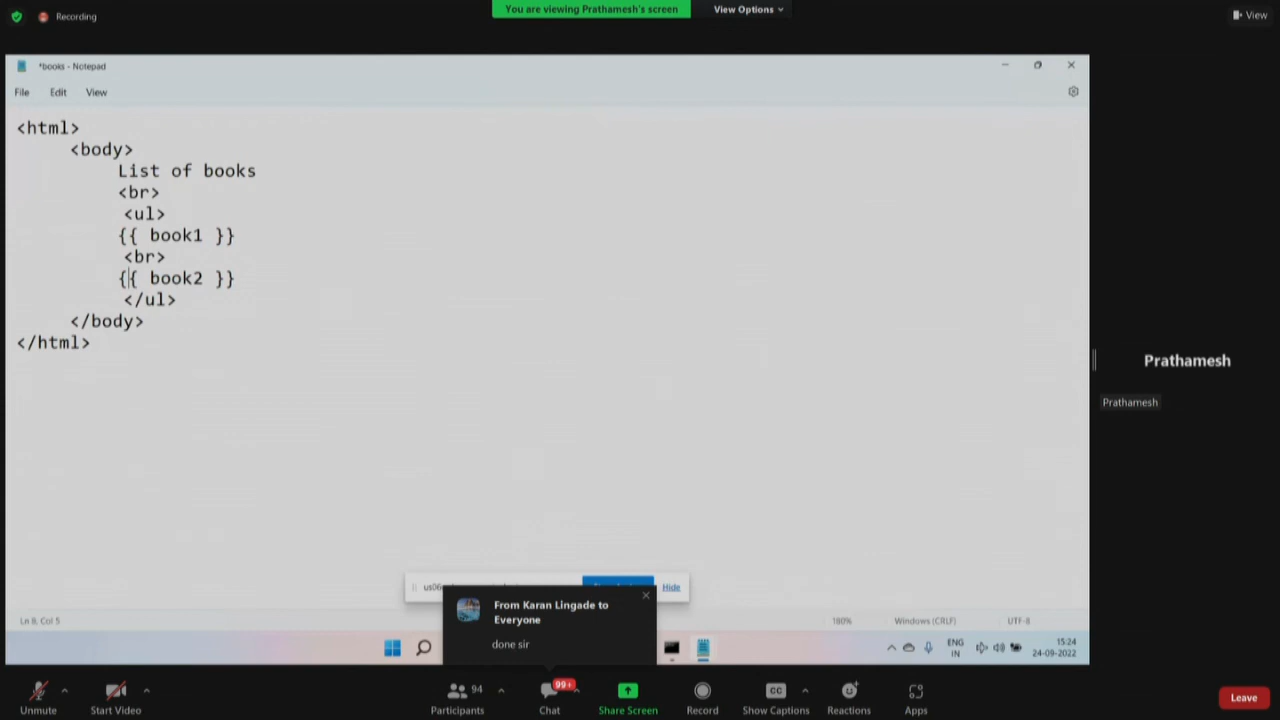 Recording
You are viewing Prathamesh's screen
View Options
View
*books - Notepad
File Edit View
<html>
<body>
List of books
<br>
<ul>
{{ book1 }}
<br>
{{ book2 }}
</ul>
</body>
</html>
Prathamesh
Prathamesh
us06
Hide
From Karan Lingade to
Everyone
done sir
Ln 8, Col 5
180%
Windows (CRLF)
UTF-8
ENG
IN
15:24
24-09-2022
Unmute
Start Video
94
Participants
99+
Chat
Share Screen
Record
CC
Show Captions
Reactions
Apps
Leave